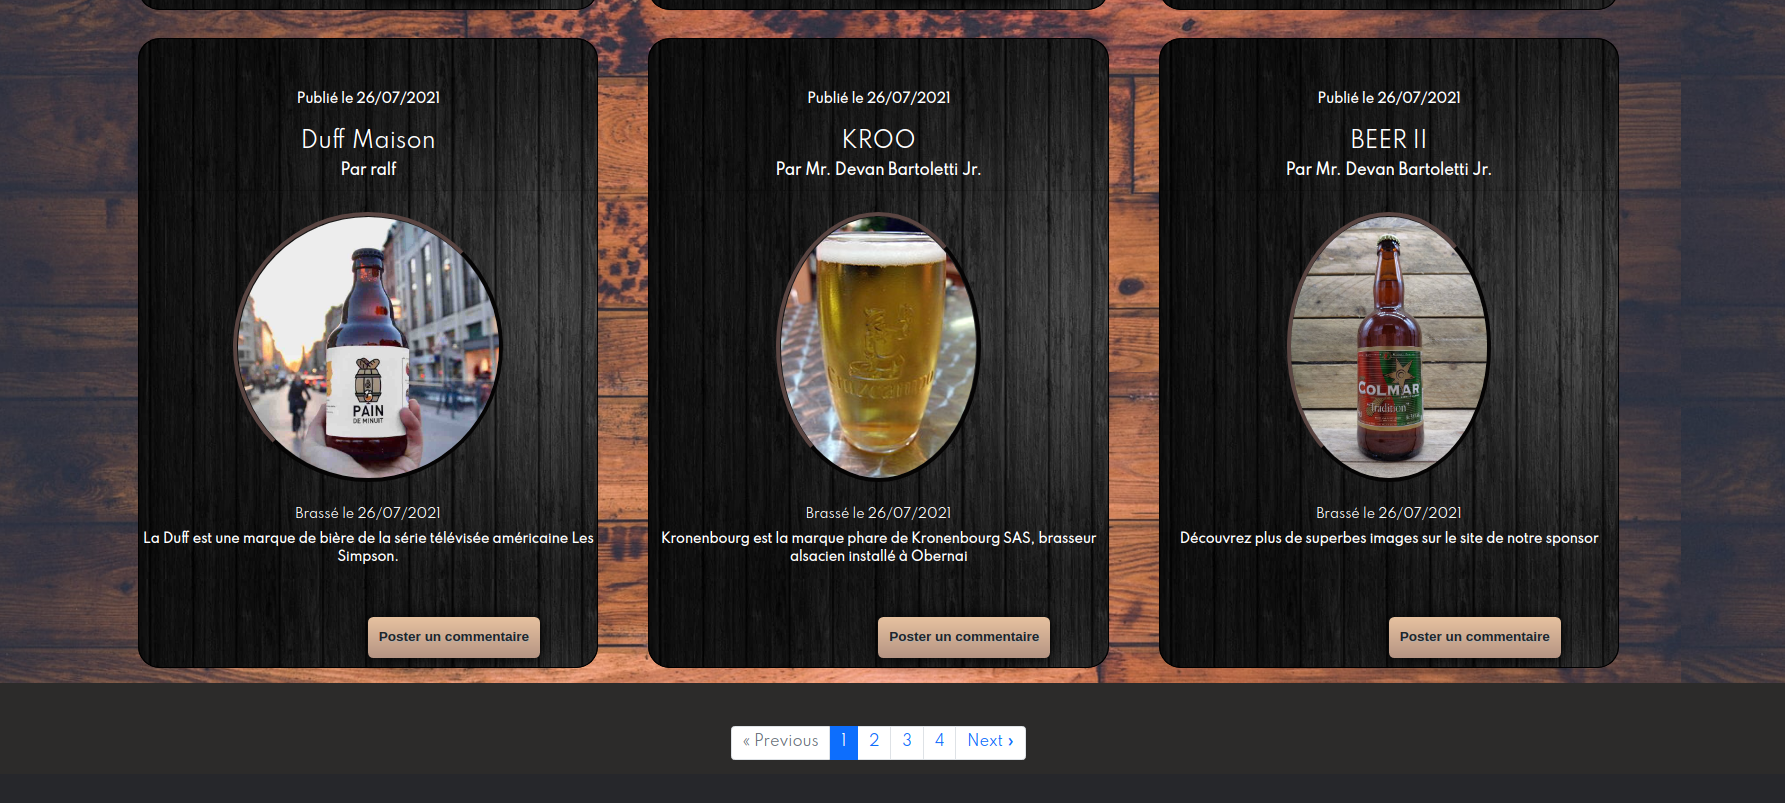 Publié le 26/07/2021
Duff Maison
Par ralf
PAIN
DE MINUIT
Brassé le 26/07/2021
La Duff est une marque de bière de la série télévisée américaine Les
Simpson.
Poster un commentaire
Publié le 26/07/2021
KROO
Par Mr. Devan Bartoletti Jr.
Brassé le 26/07/2021
Kronenbourg est la marque phare de Kronenbourg SAS, brasseur
alsacien installé à Obernai
Poster un commentaire
Publié le 26/07/2021
BEER II
Par Mr. Devan Bartoletti Jr.
COLMAR
Tradition
Brassé le 26/07/2021
Découvrez plus de superbes images sur le site de notre sponsor
Poster un commentaire
« Previous 1 2 3 4 Next »